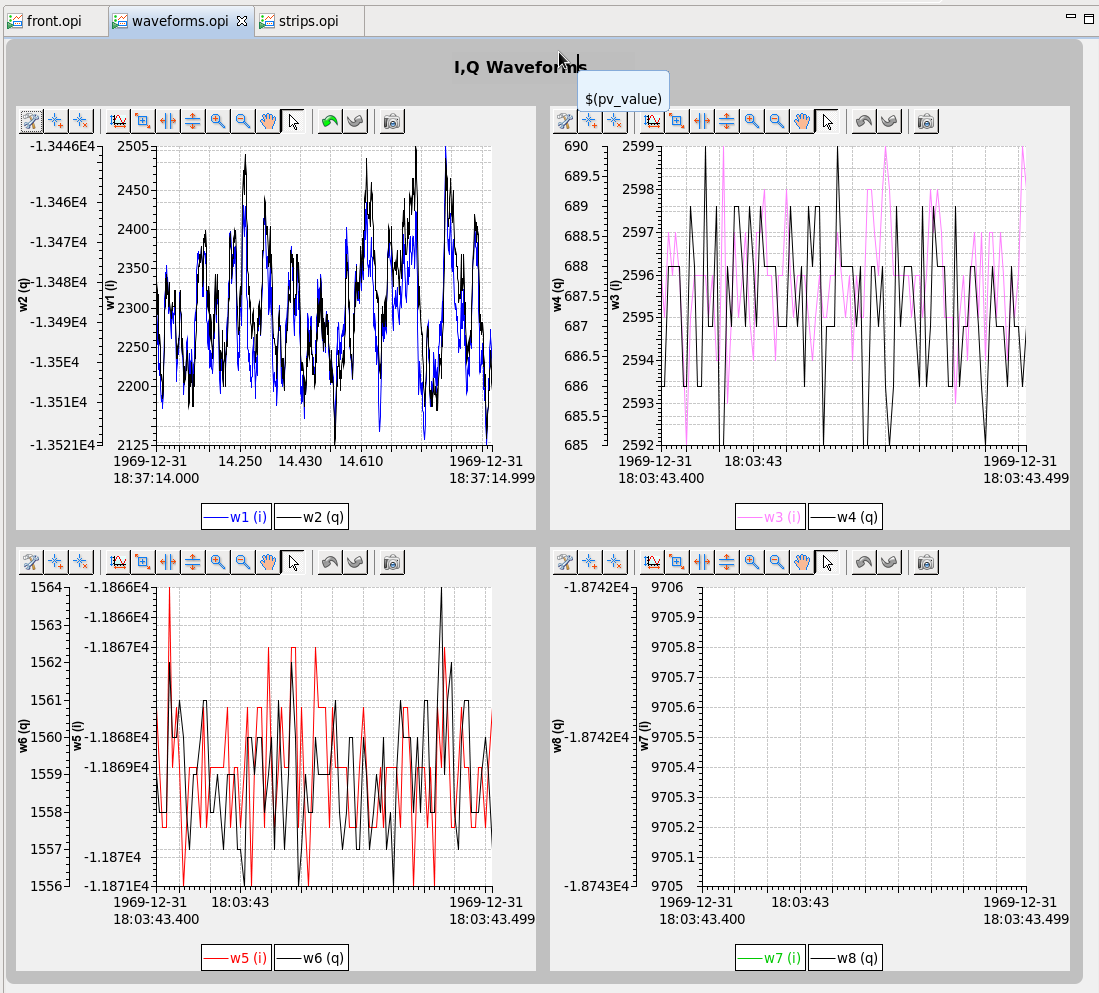 front.opi
waveforms.opi
strips.opi
I,Q Waveforms
$(pv_value)
-1.3446E4
-1.346E4
-1.347E4
-1.348E4
-1.349E4
-1.35E4
-1.351E4
-1.3521E4
w2 (q)
2505
2450
2400
2350
2300
2250
2200
2125
w1 (i)
1969-12-31
18:37:14.000
14.250
14.430
14.610
1969-12-31
18:37:14.999
w1 (i)
w2 (q)
690
689.5
689
688.5
688
687.5
687
686.5
686
685.5
685
w4 (q)
2599
2598
2597
2596
2595
2594
2593
2592
w3 (i)
1969-12-31
18:03:43.400
18:03:43
1969-12-31
18:03:43.499
w3 (i)
w4 (q)
1564
1563
1562
1561
1560
1559
1558
1557
1556
w6 (q)
-1.1866E4
-1.1866E4
-1.1867E4
-1.1868E4
-1.1869E4
-1.187E4
-1.1871E4
w5 (i)
1969-12-31
18:03:43.400
18:03:43
1969-12-31
18:03:43.499
w5 (i)
w6 (q)
-1.8742E4
-1.8742E4
-1.8743E4
w8 (q)
9706
9705.9
9705.8
9705.7
9705.6
9705.5
9705.4
9705.3
9705.2
9705.1
9705
w7 (i)
1969-12-31
18:03:43.400
18:03:43
1969-12-31
18:03:43.499
w7 (i)
w8 (q)